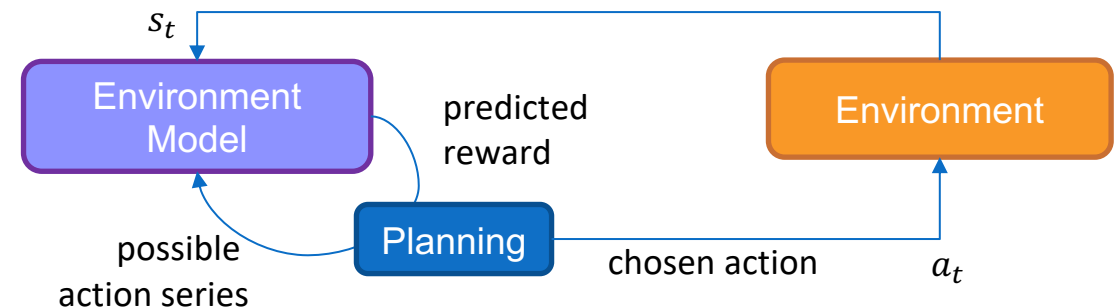 s_t
Environment
Model
predicted
reward
Environment
Planning
possible
action series
chosen action
a_t